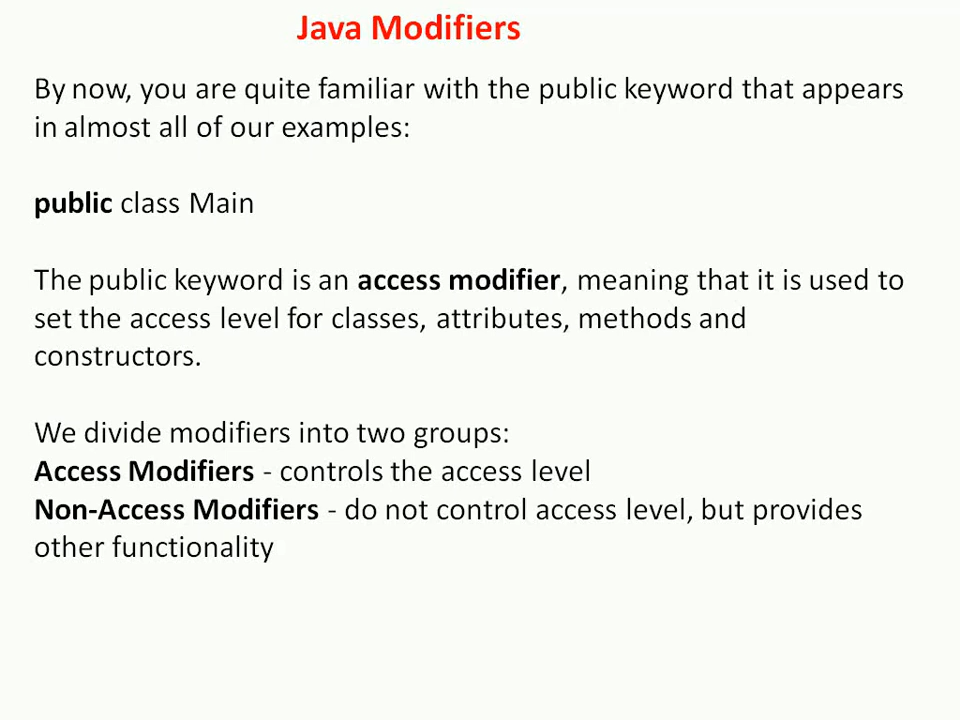 Java Modifiers
By now, you are quite familiar with the public keyword that appears
in almost all of our examples:
public class Main
The public keyword is an access modifier, meaning that it is used to
set the access level for classes, attributes, methods and
constructors.
We divide modifiers into two groups:
Access Modifiers - controls the access level
Non-Access Modifiers - do not control access level, but provides
other functionality